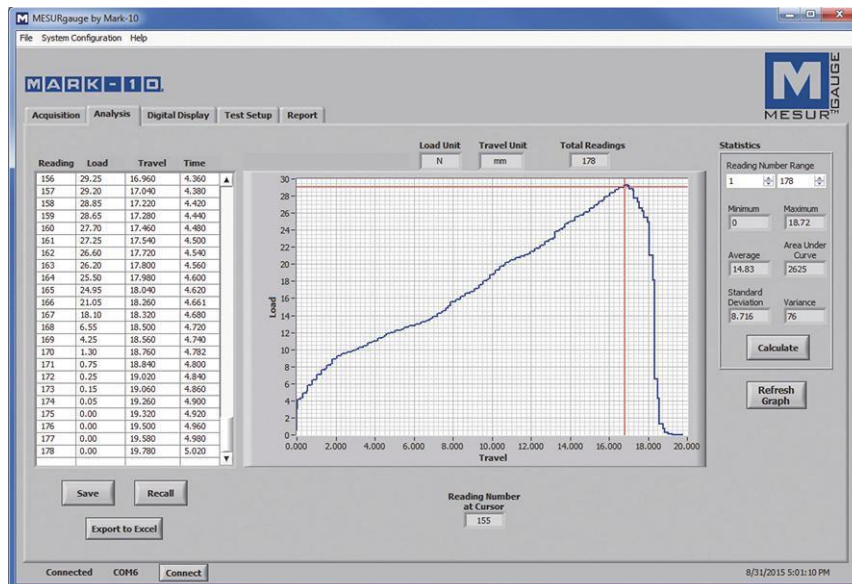 MESURgauge by Mark-10
File System Configuration Help
MARK-10
M
MESUR™
GAUGE
Acquisition Analysis Digital Display Test Setup Report
Load Unit Travel Unit Total Readings
N mm 178
Statistics
Reading Number Range
1 178
Minimum Maximum
0 18.72
Average Area Under Curve
14.83 2625
Standard Deviation Variance
8.716 76
Calculate
Refresh Graph
Reading Load Travel Time
156 29.25 16.960 4.360
157 29.20 17.040 4.380
158 28.85 17.220 4.420
159 28.65 17.280 4.440
160 27.70 17.460 4.480
161 27.25 17.540 4.500
162 26.60 17.720 4.540
163 26.20 17.800 4.560
164 25.50 17.980 4.600
165 24.95 18.040 4.620
166 21.05 18.260 4.661
167 18.10 18.320 4.680
168 6.55 18.500 4.720
169 4.25 18.560 4.740
170 1.30 18.760 4.782
171 0.75 18.840 4.800
172 0.25 19.020 4.840
173 0.15 19.060 4.860
174 0.05 19.260 4.900
175 0.00 19.320 4.920
176 0.00 19.500 4.960
177 0.00 19.580 4.980
178 0.00 19.780 5.020
30
28
26
24
22
20
18
16
14
12
10
8
6
4
2
0
Load
0.000 2.000 4.000 6.000 8.000 10.000 12.000 14.000 16.000 18.000 20.000
Travel
Save Recall
Export to Excel
Reading Number
at Cursor
155
Connected COM6 Connect
8/31/2015 5:01:10 PM